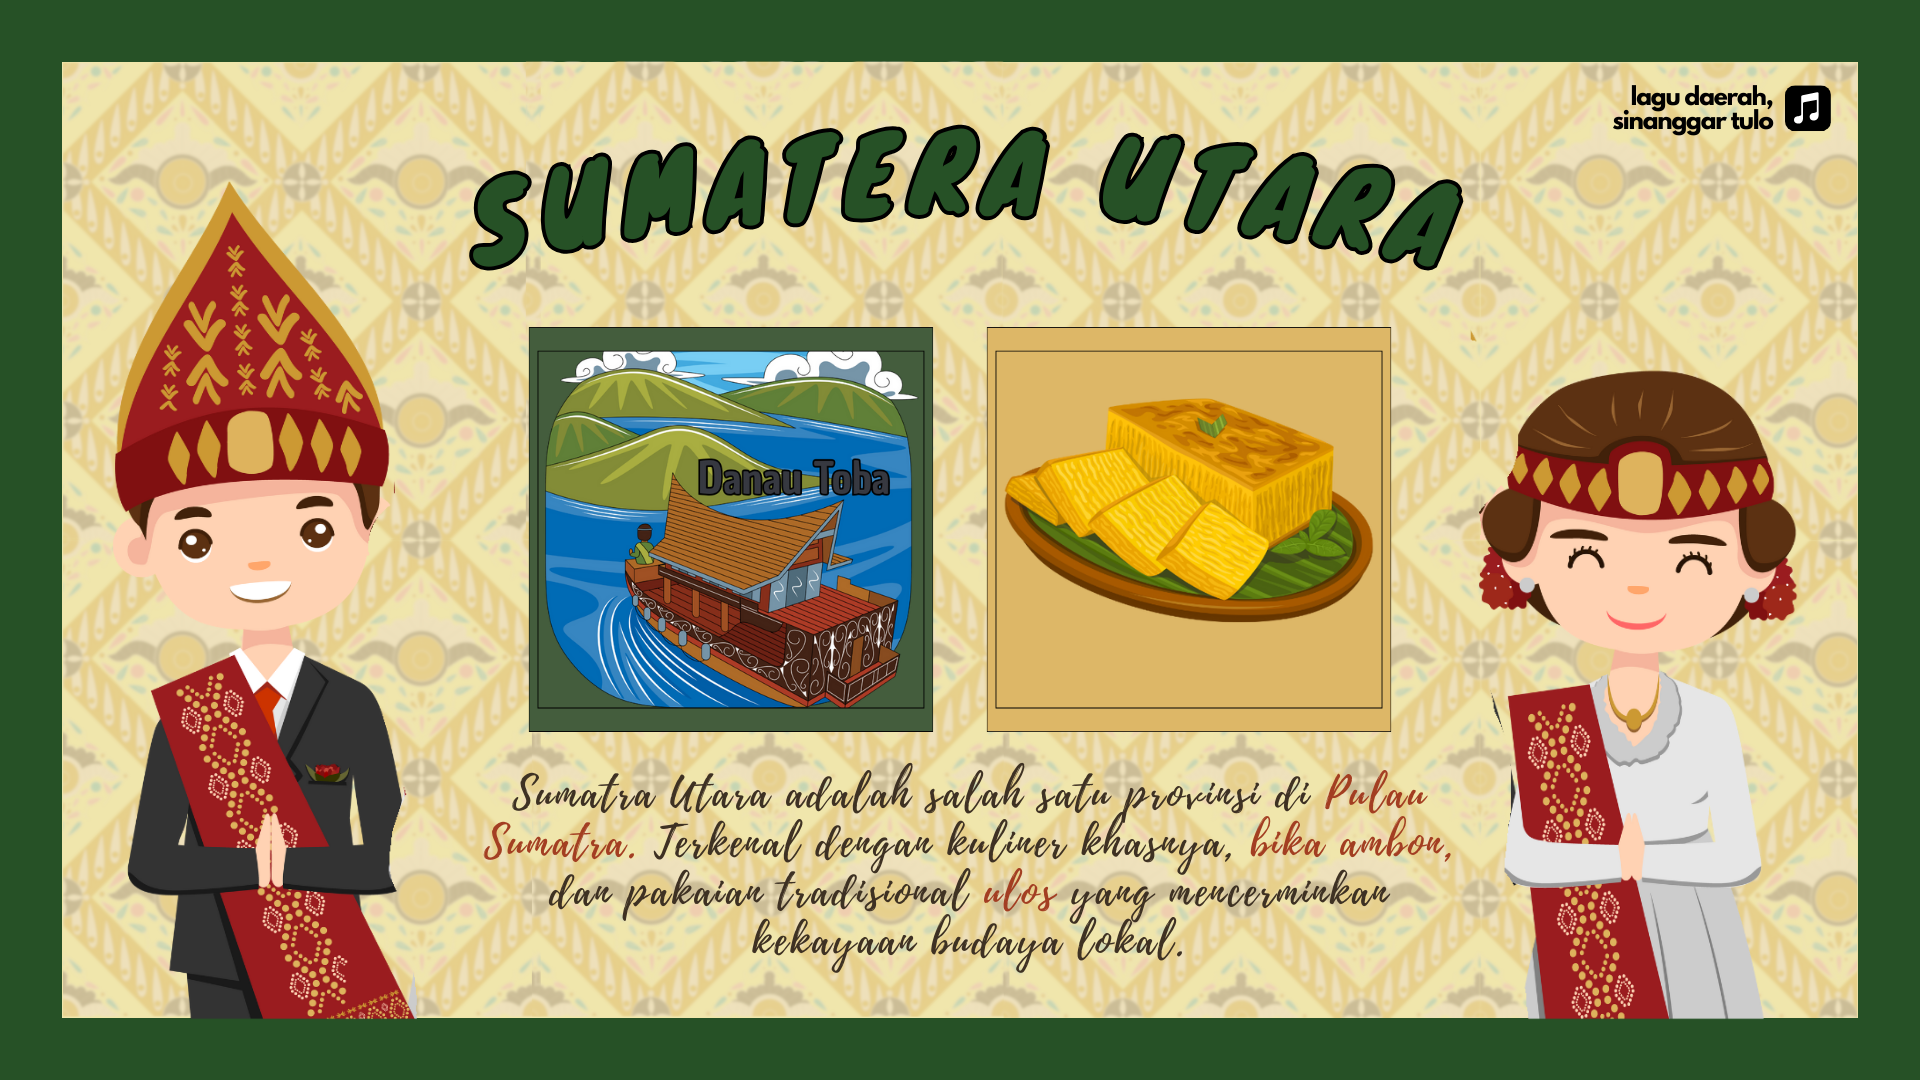 lagu daerah,
sinanggar tulo
SUMATERA UTARA
Danau Toba
Sumatra Utara adalah salah satu provinsi di Pulau
Sumatra. Terkenal dengan kuliner khasnya, bika ambon,
dan pakaian tradisional ulos yang mencerminkan
kekayaan budaya lokal.